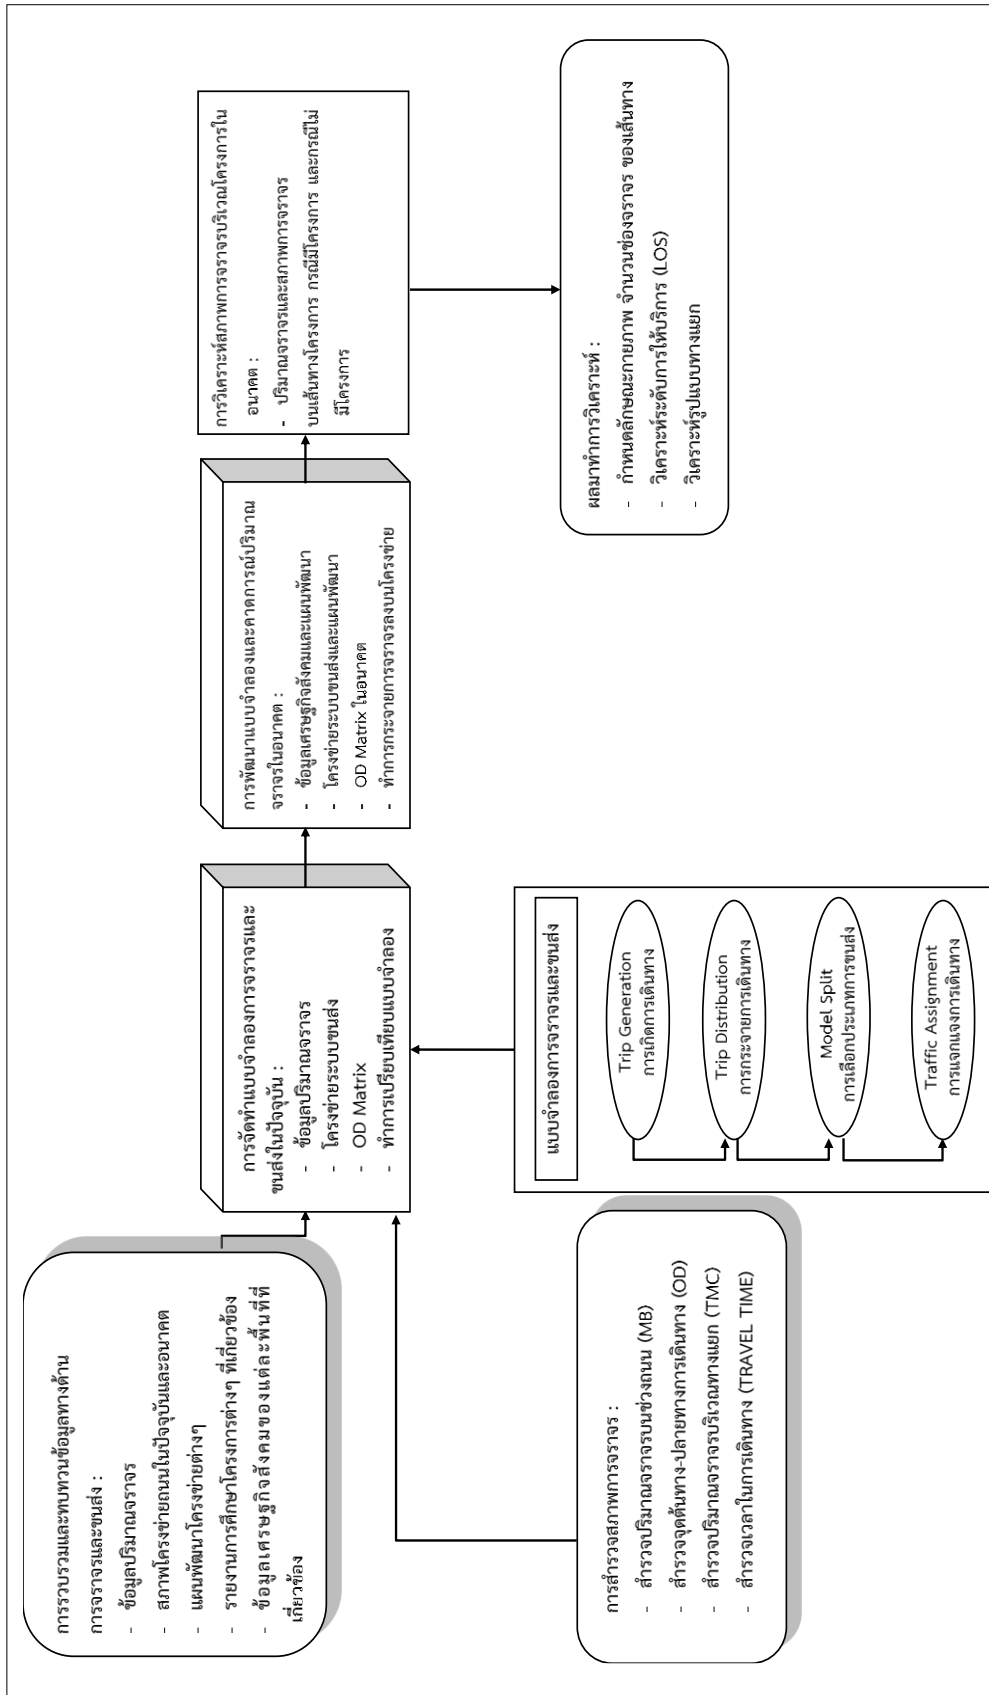 การรวบรวมและทบทวนข้อมูลทางด้าน
การจราจรและขนส่ง :
- ข้อมูลปริมาณจราจร
- สภาพโครงข่ายถนนในปัจจุบันและอนาคต
- แผนพัฒนาโครงข่ายต่างๆ
- รายงานการศึกษาโครงการต่างๆ ที่เกี่ยวข้อง
- ข้อมูลเศรษฐกิจสังคมของแต่ละพื้นที่ที่
เกี่ยวข้อง
การสำรวจสภาพการจราจร :
- สำรวจปริมาณจราจรบนช่วงถนน (MB)
- สำรวจจุดต้นทาง-ปลายทางการเดินทาง (OD)
- สำรวจปริมาณจราจรบริเวณทางแยก (TMC)
- สำรวจเวลาในการเดินทาง (TRAVEL TIME)
การจัดทำแบบจำลองการจราจรและ
ขนส่งในปัจจุบัน :
- ข้อมูลปริมาณจราจร
- โครงข่ายระบบขนส่ง
- OD Matrix
- ทำการเปรียบเทียบแบบจำลอง
แบบจำลองการจราจรและขนส่ง
Trip Generation
การเกิดการเดินทาง
Trip Distribution
การกระจายการเดินทาง
Model Split
การเลือกประเภทการขนส่ง
Traffic Assignment
การแจกแจงการเดินทาง
การพัฒนาแบบจำลองและคาดการณ์ปริมาณ
จราจรในอนาคต :
- ข้อมูลเศรษฐกิจสังคมและแผนพัฒนา
- โครงข่ายระบบขนส่งและแผนพัฒนา
- OD Matrix ในอนาคต
- ทำการกระจายการจราจรลงบนโครงข่าย
การวิเคราะห์สภาพการจราจรบริเวณโครงการใน
อนาคต :
- ปริมาณจราจรและสภาพการจราจร
บนเส้นทางโครงการ กรณีมีโครงการ และกรณีไม่
มีโครงการ
ผลมาทำการวิเคราะห์ :
- กำหนดลักษณะกายภาพ จำนวนช่องจราจร ของเส้นทาง
- วิเคราะห์ระดับการให้บริการ (LOS)
- วิเคราะห์รูปแบบทางแยก